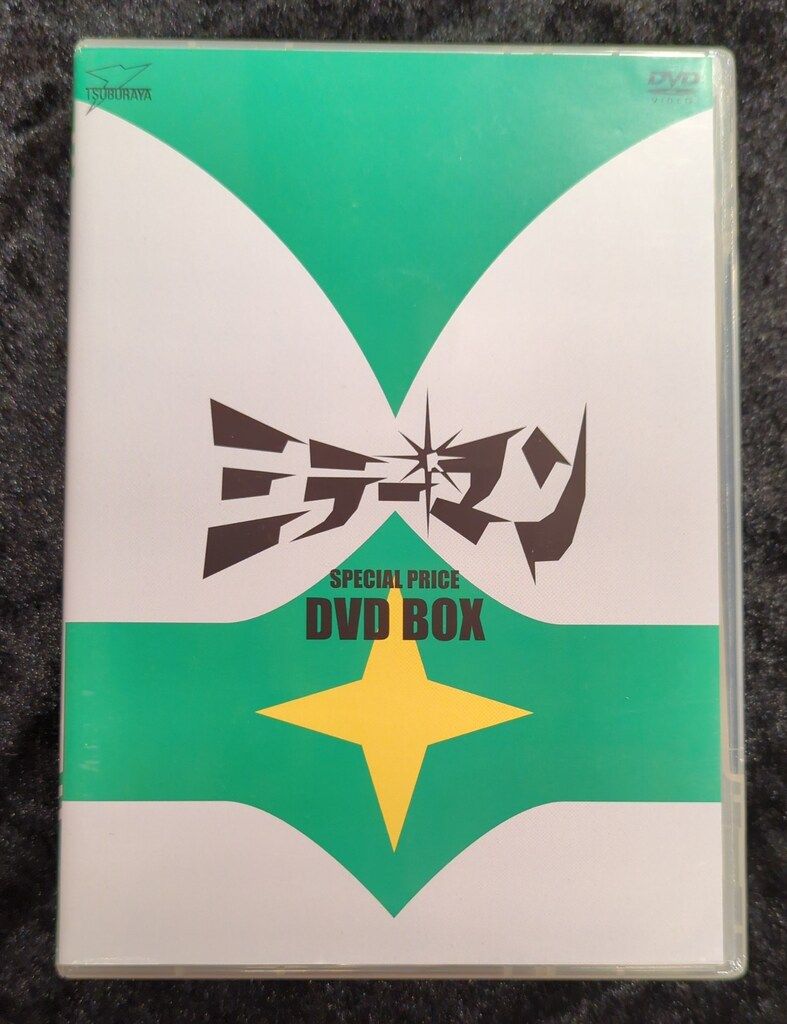 TSUBURAYA
DVD
VIDEO
ミラーマン
SPECIAL PRICE
DVD BOX